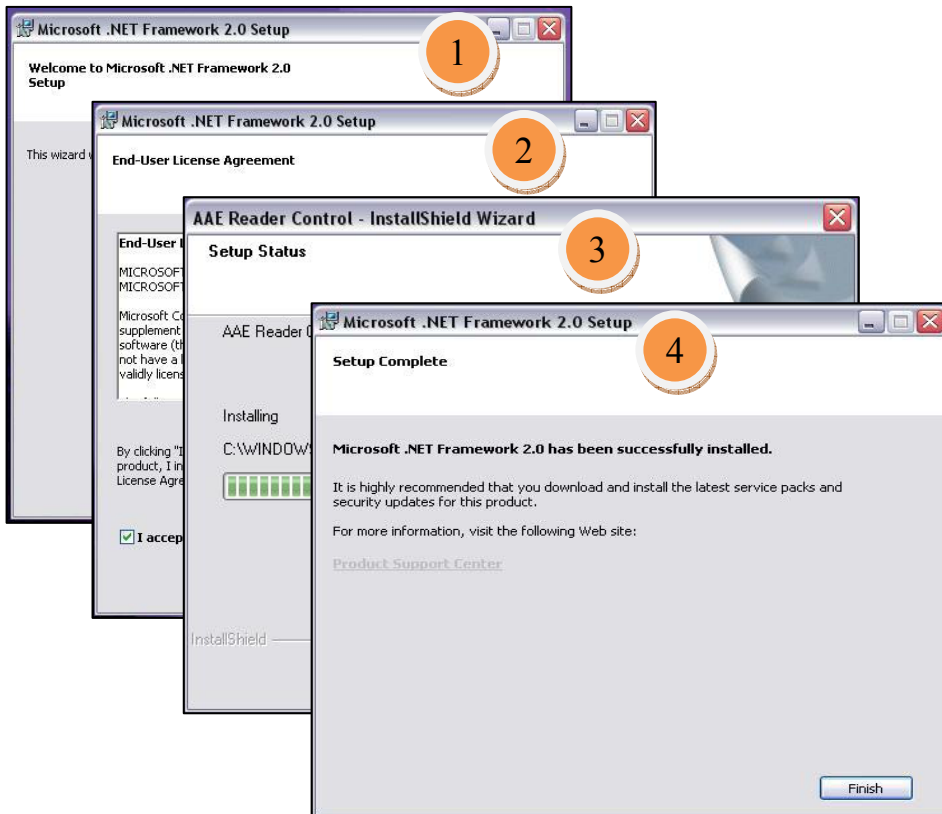 Microsoft .NET Framework 2.0 Setup
1
Welcome to Microsoft .NET Framework 2.0
Setup
This wizard
Microsoft .NET Framework 2.0 Setup
2
End-User License Agreement
End-User
MICROSOFT
MICROSOFT
Microsoft
supplement
software
not have a
validly
By clicking
product, I
License
I accep
AAE Reader Control - InstallShield Wizard
3
Setup Status
AAE Reader
Installing
C:\WINDOWS
InstallShield
Microsoft .NET Framework 2.0 Setup
4
Setup Complete
Microsoft .NET Framework 2.0 has been successfully installed.
It is highly recommended that you download and install the latest service packs and
security updates for this product.
For more information, visit the following Web site:
Product Support Center
Finish